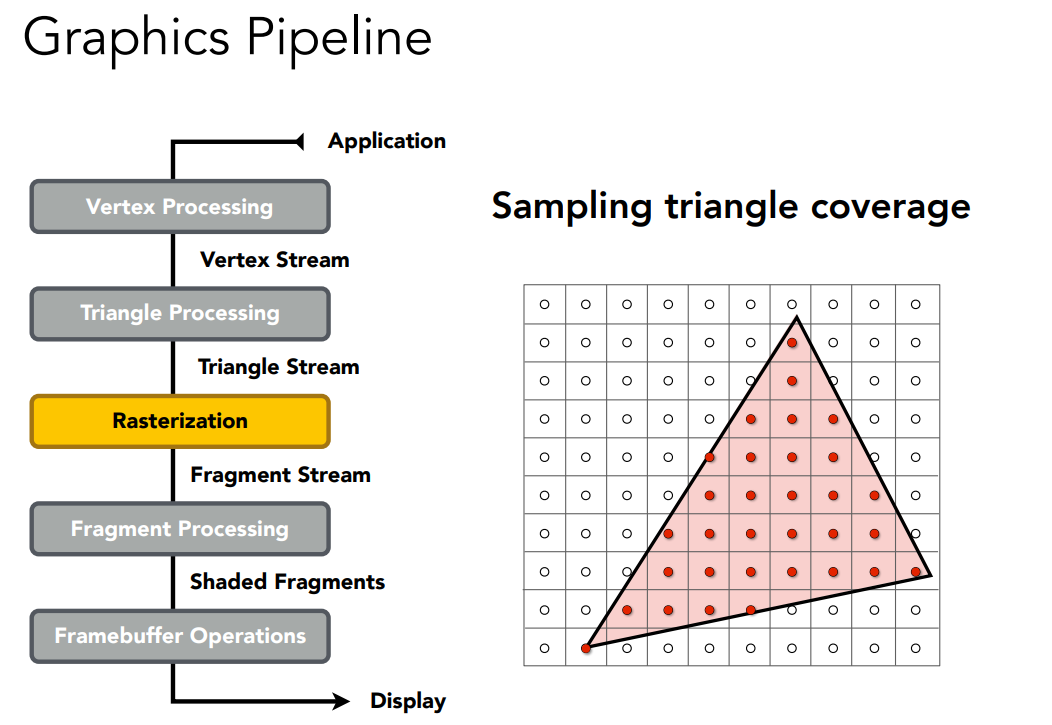 Graphics Pipeline
Application
Vertex Processing
Vertex Stream
Triangle Processing
Triangle Stream
Rasterization
Fragment Stream
Fragment Processing
Shaded Fragments
Framebuffer Operations
Display
Sampling triangle coverage